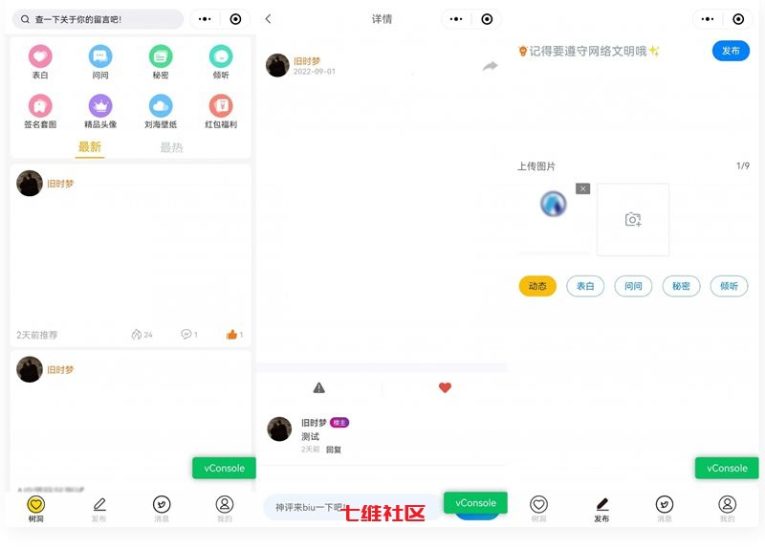 查一下关于你的留言吧!
表白 问问 秘密 倾听
签名套图 精品头像 刘海壁纸 红包福利
最新 最热
旧时梦
2天前推荐 24 1 1
旧时梦
vConsole
树洞 发布 消息 我的
详情
旧时梦
2022-09-01
旧时梦 楼主
测试
2天前 回复
神评来biu一下吧!
vConsole
七维社区
记得要遵守网络文明哦
发布
上传图片 1/9
动态 表白 问问 秘密 倾听
vConsole
树洞 发布 消息 我的